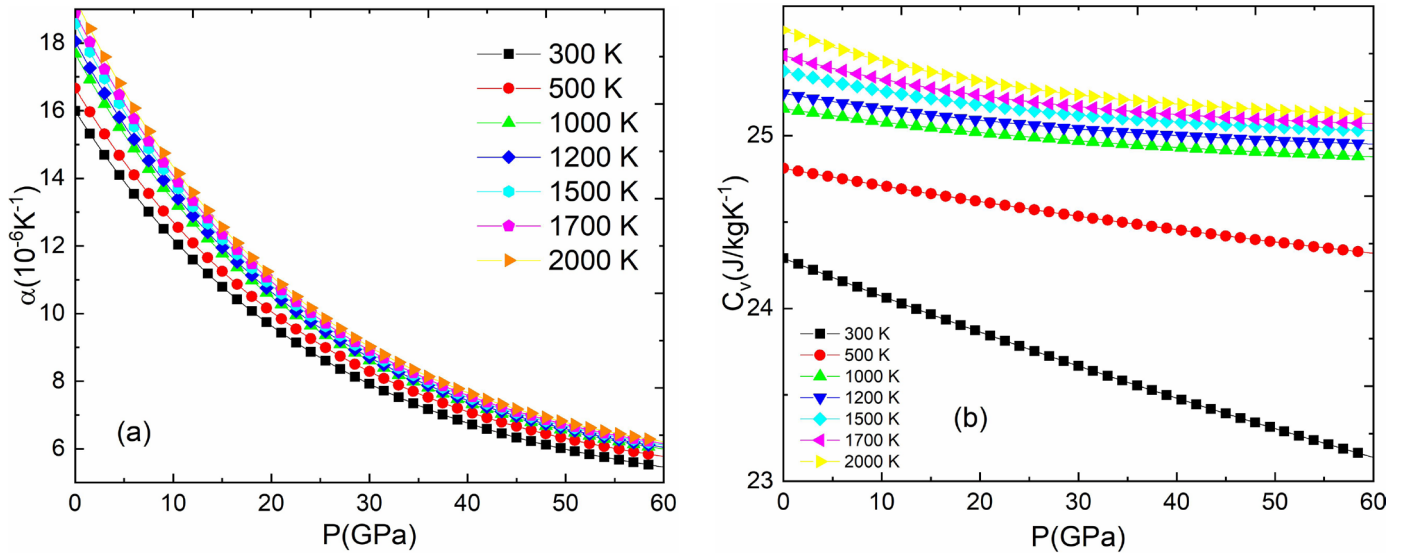 18
16
14
12
10
8
6
α(10⁻⁶K⁻¹)
300 K
500 K
1000 K
1200 K
1500 K
1700 K
2000 K
(a)
0 10 20 30 40 50 60
P(GPa)
25
24
23
Cᵥ(J/kgK⁻¹)
300 K
500 K
1000 K
1200 K
1500 K
1700 K
2000 K
(b)
0 10 20 30 40 50 60
P(GPa)